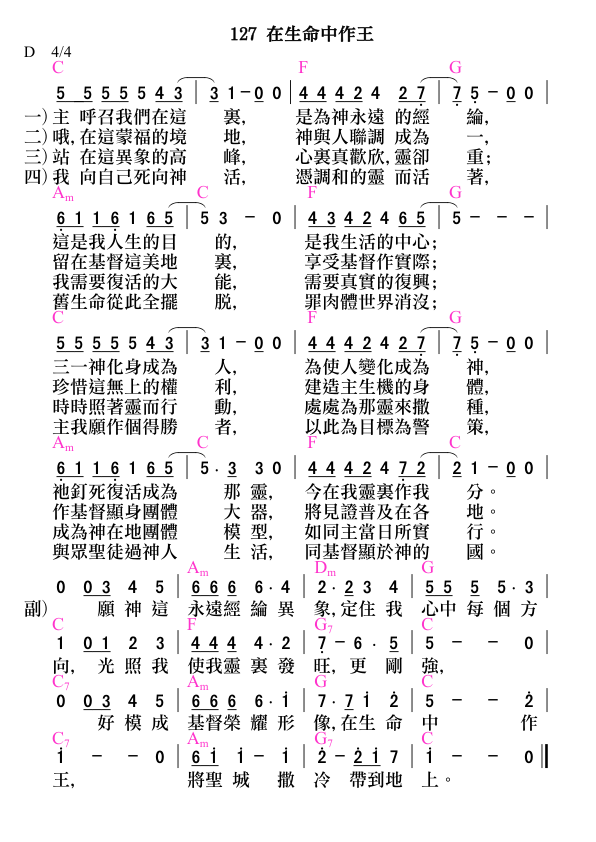 127 在生命中作王
D 4/4
C F G
5 5 5 5 5 4 3 | 3 1 – 0 0 | 4 4 4 2 4 2 7 | 7 5 – 0 0 |
一) 主 呼召我們在這 裏, 是為神永遠 的經 綸,
二) 哦, 在這蒙福的境 地, 神與人聯調 成為 一,
三) 站 在這異象的高 峰, 心裏真歡欣, 靈卻 重;
四) 我 向自己死向神 活, 憑調和的靈 而活 著,
Am C F G
6 1 1 6 1 6 5 | 5 3 – 0 | 4 3 4 2 4 6 5 | 5 – – – |
這是我人生的目 的, 是我生活的中心;
留在基督這美地 裏, 享受基督作實際;
我需要復活的大 能, 需要真實的復興;
舊生命從此全擺 脫, 罪肉體世界消沒;
C F G
5 5 5 5 5 4 3 | 3 1 – 0 0 | 4 4 4 2 4 2 7 | 7 5 – 0 0 |
三一神化身成為 人, 為使人變化成為 神,
珍惜這無上的權 利, 建造主生機的身 體,
時時照著靈而行 動, 處處為那靈來撒 種,
主我願作個得勝 者, 以此為目標為警 策,
Am C F C
6 1 1 6 1 6 5 | 5 · 3 3 0 | 4 4 4 2 4 7 2 | 2 1 – 0 0 |
祂釘死復活成為 那 靈, 今在我靈裏作我 分。
作基督顯身團體 大 器, 將見證普及在各 地。
成為神在地團體 模 型, 如同主當日所實 行。
與眾聖徒過神人 生 活, 同基督顯於神的 國。
Am Dm G
0 0 3 4 5 | 6 6 6 6 · 4 | 2 · 2 3 4 | 5 5 5 5 · 3 |
副) 願 神 這 永遠經 綸 異 象, 定住 我 心中 每 個 方
C F G7 C
1 0 1 2 3 | 4 4 4 4 · 2 | 7 – 6 · 5 | 5 – – 0 |
向, 光 照 我 使我靈 裏 發 旺, 更 剛 強,
C7 Am G C
0 0 3 4 5 | 6 6 6 6 · 1 | 7 · 7 1 2 | 5 – – 2 |
好 模 成 基督榮 耀 形 像, 在生 命 中 作
C7 Am G7 C
1 – – 0 | 6 1 1 – 1 | 2 – 2 1 7 | 1 – – 0 ‖
王, 將聖 城 撒 冷 帶到地 上。